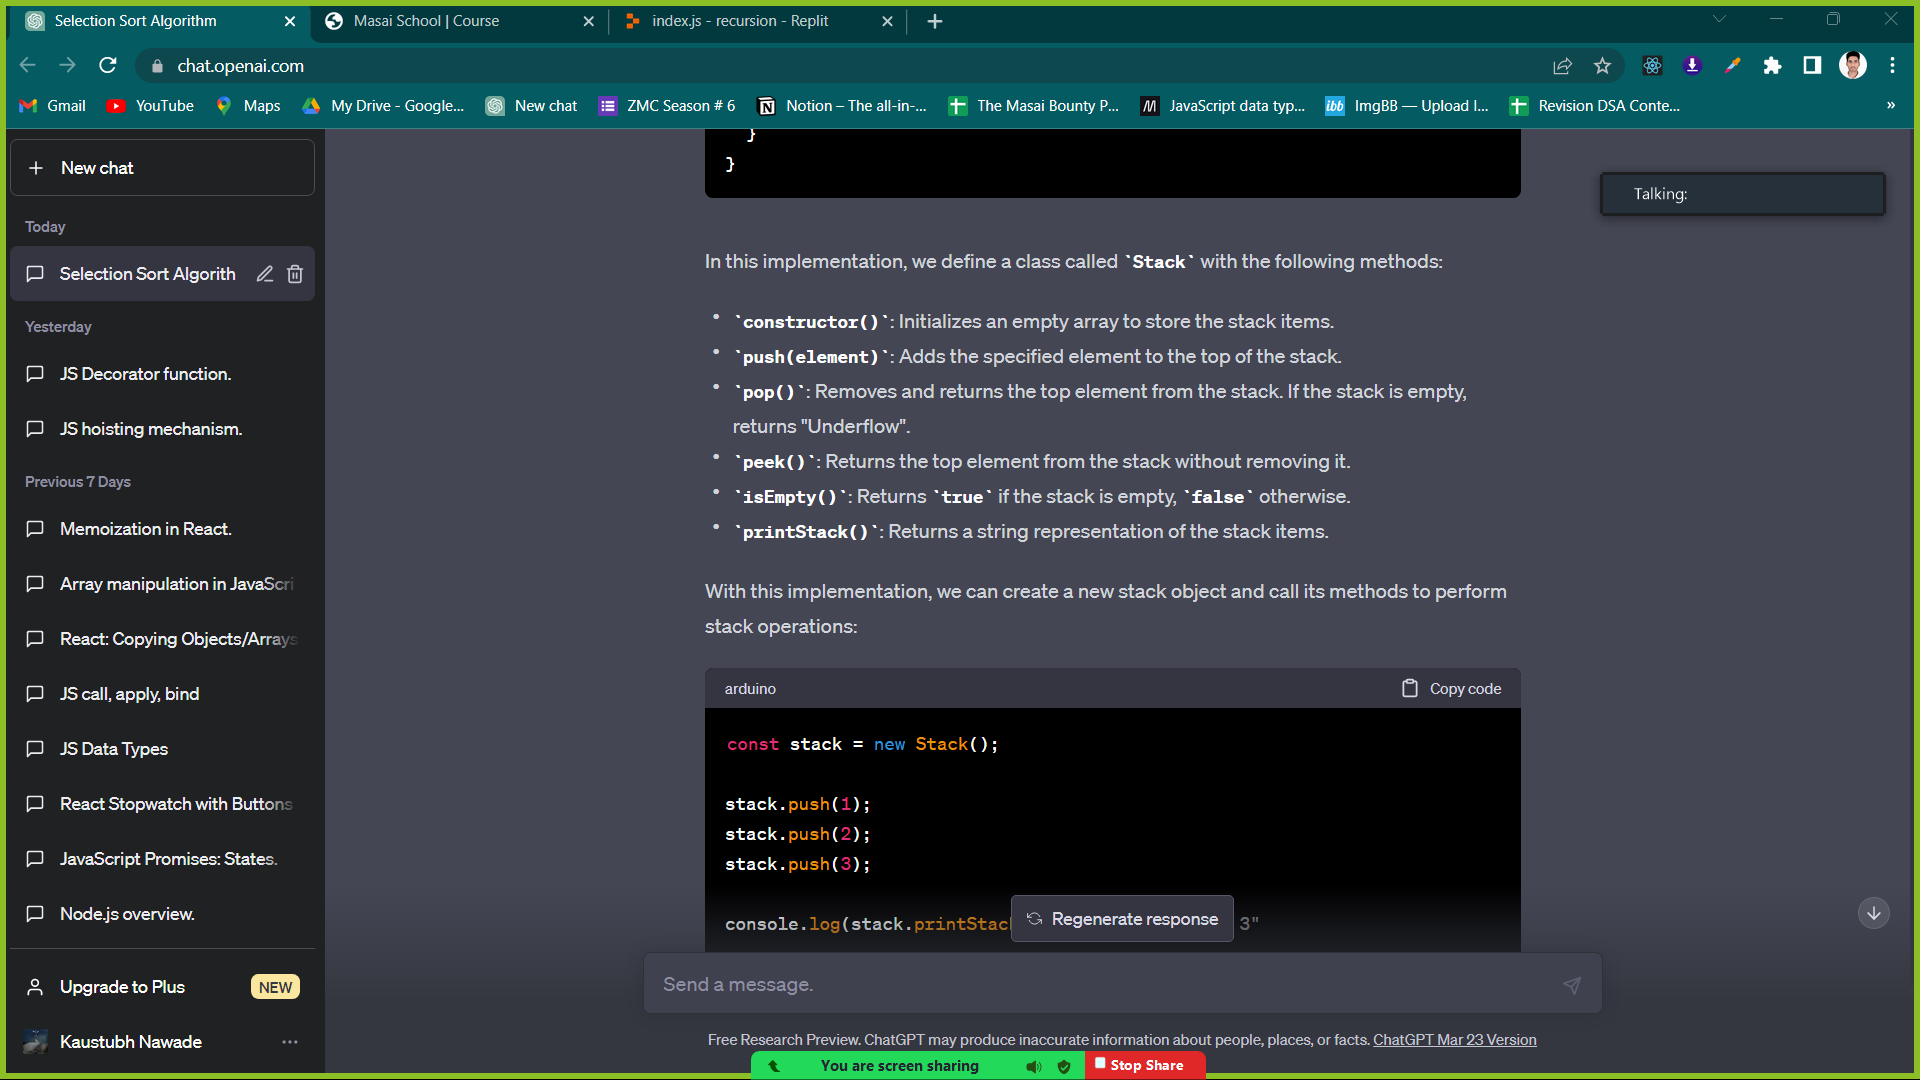 Selection Sort Algorithm
Masai School | Course
index.js - recursion - Replit
chat.openai.com
Gmail
YouTube
Maps
My Drive - Google...
New chat
ZMC Season # 6
Notion – The all-in-...
The Masai Bounty P...
JavaScript data typ...
ImgBB — Upload I...
Revision DSA Conte...
»
New chat
Today
Selection Sort Algorith
Yesterday
JS Decorator function.
JS hoisting mechanism.
Previous 7 Days
Memoization in React.
Array manipulation in JavaScri
React: Copying Objects/Arrays
JS call, apply, bind
JS Data Types
React Stopwatch with Buttons
JavaScript Promises: States.
Node.js overview.
Upgrade to Plus
NEW
Kaustubh Nawade
}
}
Talking:
In this implementation, we define a class called `Stack` with the following methods:
• `constructor()`: Initializes an empty array to store the stack items.
• `push(element)`: Adds the specified element to the top of the stack.
• `pop()`: Removes and returns the top element from the stack. If the stack is empty,
returns "Underflow".
• `peek()`: Returns the top element from the stack without removing it.
• `isEmpty()`: Returns `true` if the stack is empty, `false` otherwise.
• `printStack()`: Returns a string representation of the stack items.
With this implementation, we can create a new stack object and call its methods to perform
stack operations:
arduino
Copy code
const stack = new Stack();
stack.push(1);
stack.push(2);
stack.push(3);
console.log(stack.printStack
3"
Regenerate response
Send a message.
Free Research Preview. ChatGPT may produce inaccurate information about people, places, or facts. ChatGPT Mar 23 Version
You are screen sharing
Stop Share